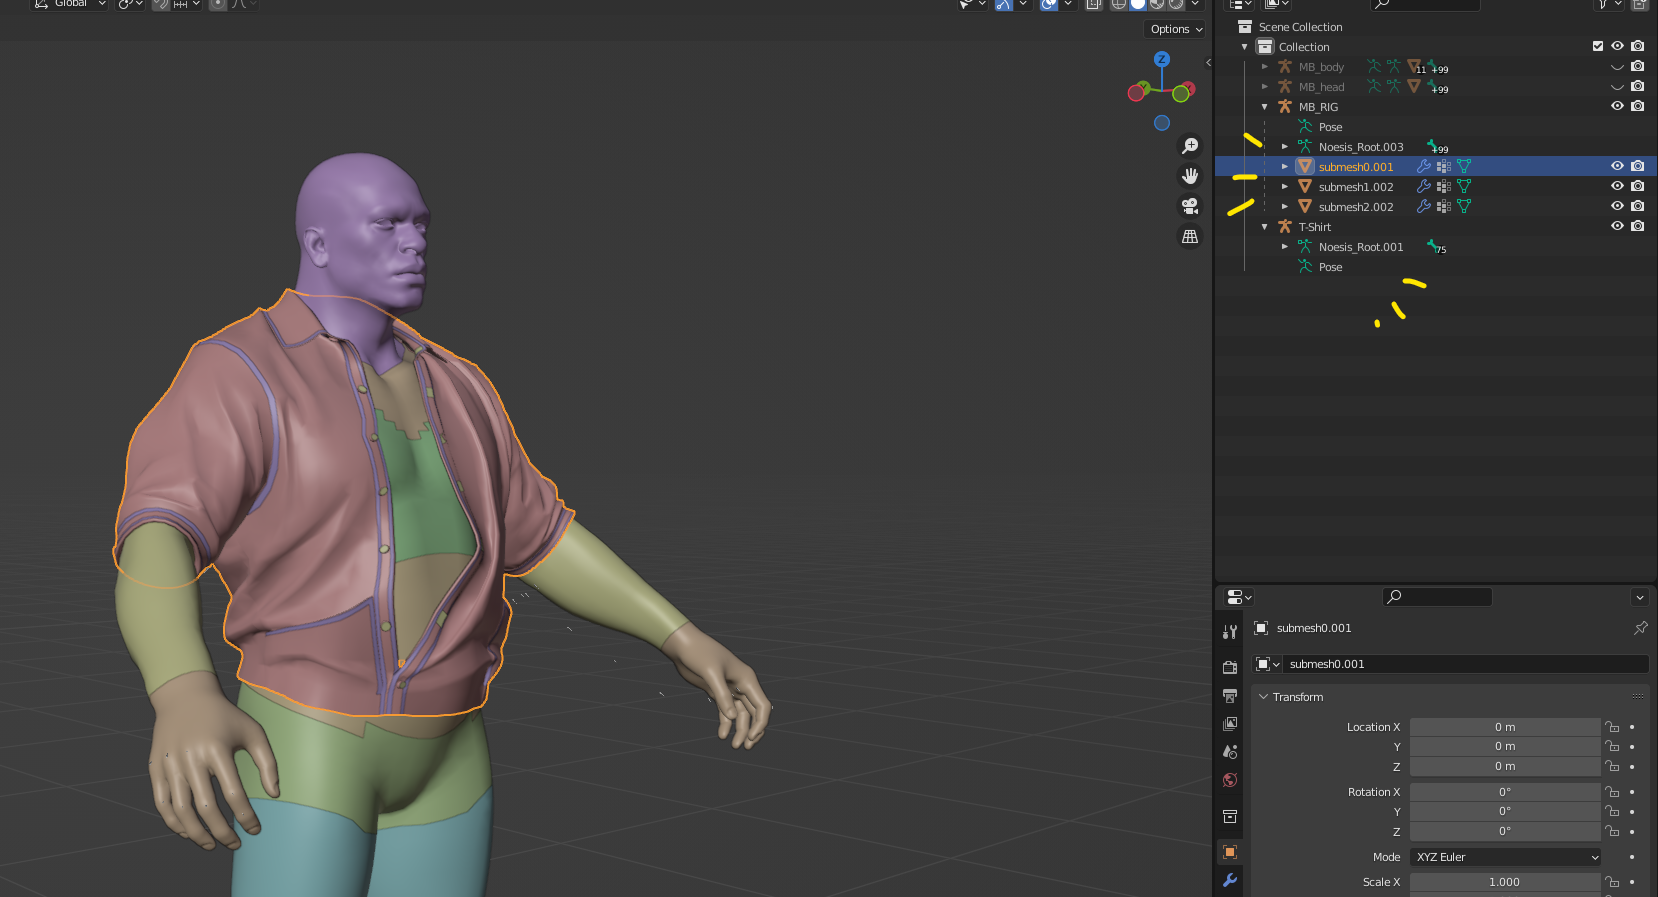 Global
Options
Z
Scene Collection
Collection
MB_body 11 +99
MB_head +99
MB_RIG
Pose
Noesis_Root.003 +99
submesh0.001
submesh1.002
submesh2.002
T-Shirt
Noesis_Root.001 75
Pose
submesh0.001
submesh0.001
Transform
Location X 0 m
Y 0 m
Z 0 m
Rotation X 0°
Y 0°
Z 0°
Mode XYZ Euler
Scale X 1.000